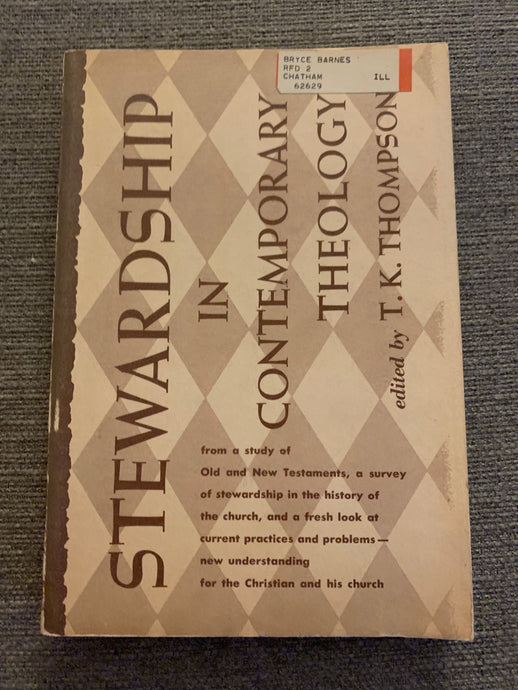 BRYCE BARNES
RFD 2
CHATHAM ILL
62629
STEWARDSHIP
IN
CONTEMPORARY
THEOLOGY
edited by T. K. THOMPSON
from a study of
Old and New Testaments, a survey
of stewardship in the history of
the church, and a fresh look at
current practices and problems—
new understanding
for the Christian and his church